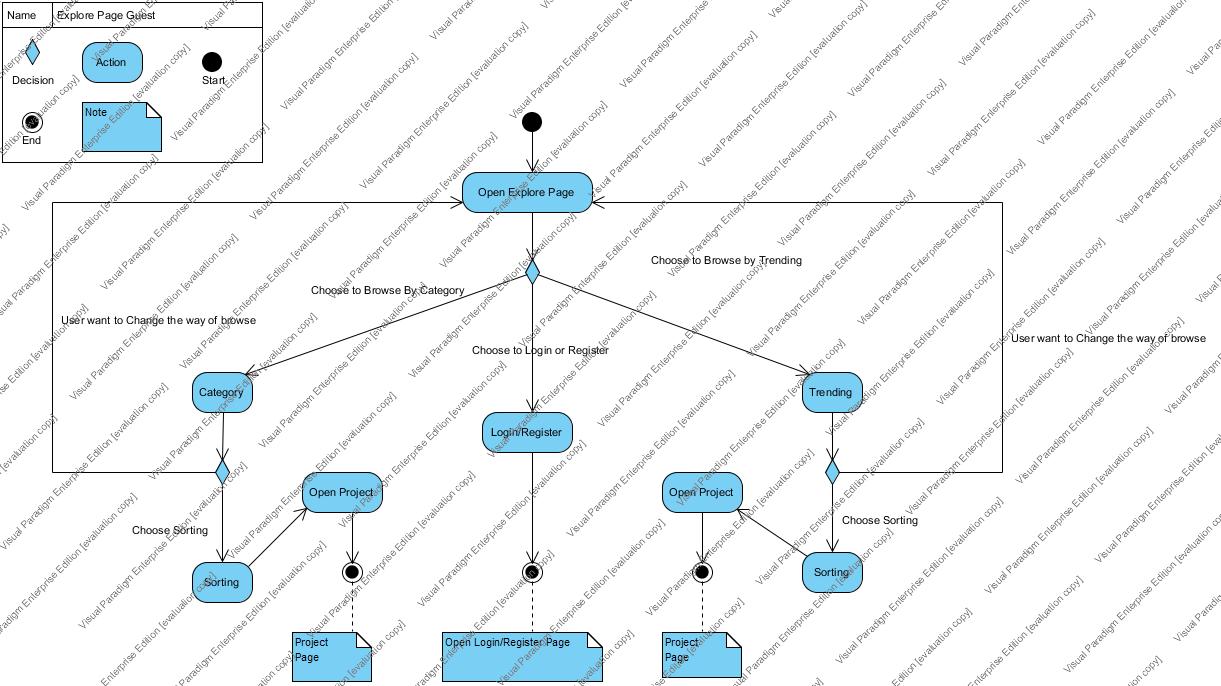 Name Explore Page Guest
Decision
Action
Start
End
Note
Open Explore Page
Choose to Browse by Trending
Choose to Browse By Category
User want to Change the way of browse
User want to Change the way of browse
Choose to Login or Register
Category
Trending
Login/Register
Open Project
Open Project
Choose Sorting
Choose Sorting
Sorting
Sorting
Project
Page
Open Login/Register Page
Project
Page
Visual Paradigm Enterprise Edition [evaluation copy]